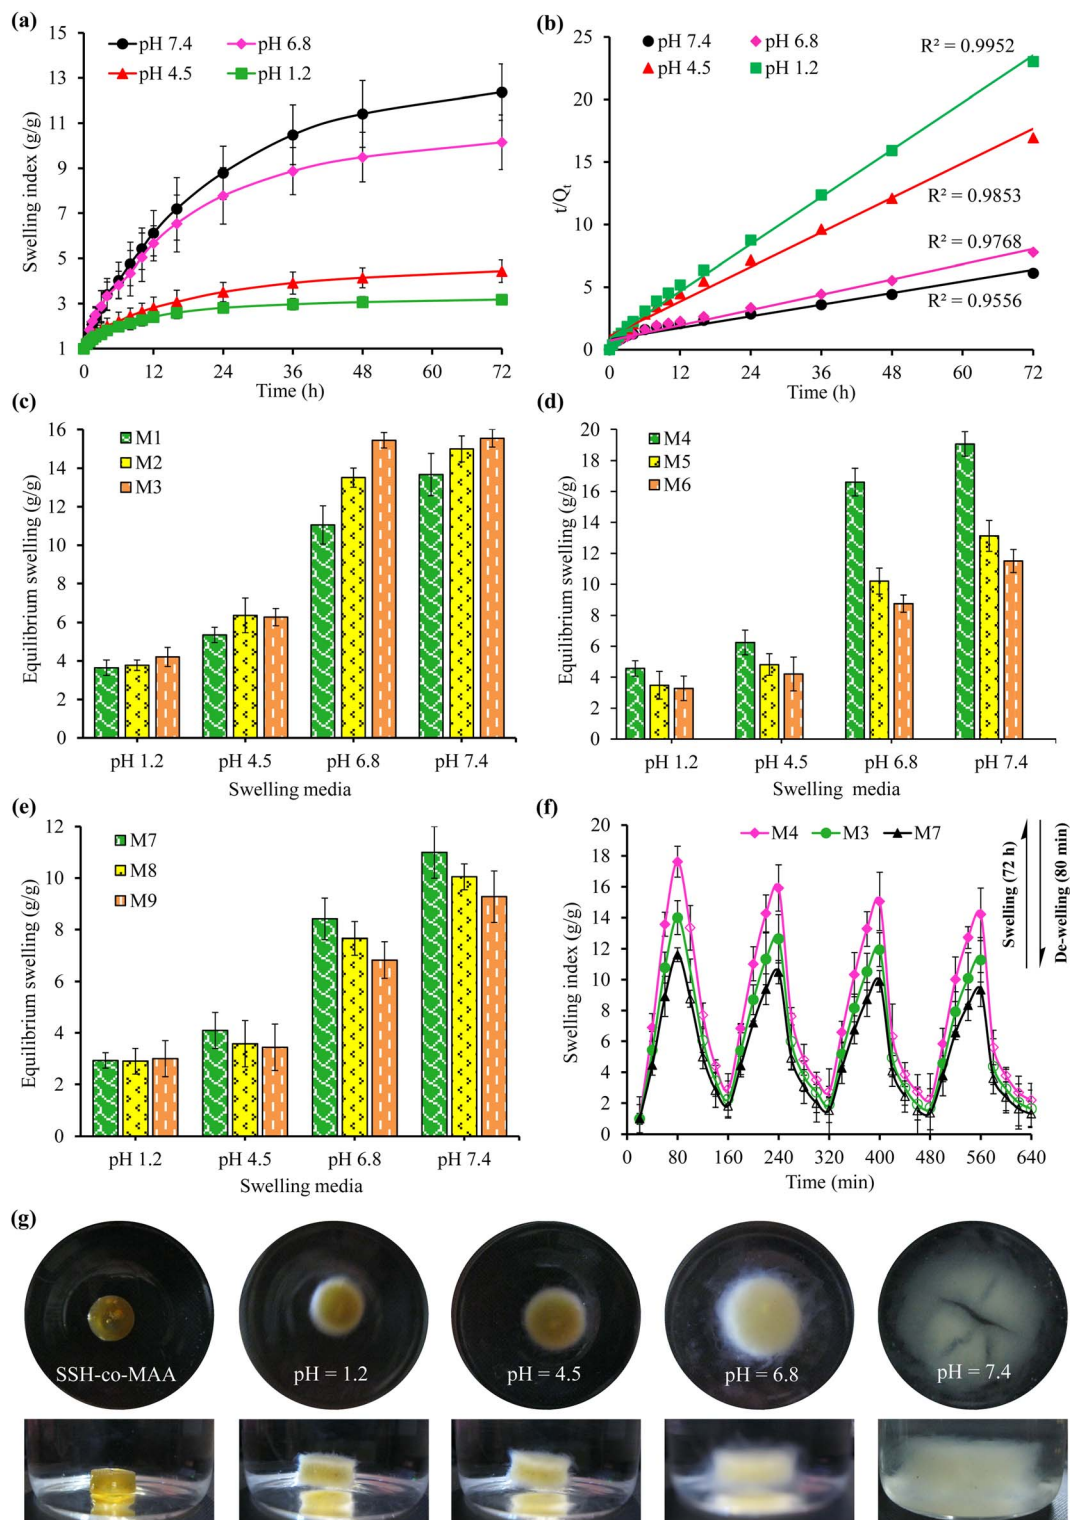 (a)
15
13
11
9
7
5
3
1
Swelling index (g/g)
pH 7.4
pH 6.8
pH 4.5
pH 1.2
0 12 24 36 48 60 72
Time (h)
(b)
25
20
15
10
5
0
t/Qt
pH 7.4
pH 6.8
pH 4.5
pH 1.2
R² = 0.9952
R² = 0.9853
R² = 0.9768
R² = 0.9556
0 12 24 36 48 60 72
Time (h)
(c)
16
14
12
10
8
6
4
2
0
Equilibrium swelling (g/g)
M1
M2
M3
pH 1.2 pH 4.5 pH 6.8 pH 7.4
Swelling media
(d)
20
18
16
14
12
10
8
6
4
2
0
Equilibrium swelling (g/g)
M4
M5
M6
pH 1.2 pH 4.5 pH 6.8 pH 7.4
Swelling media
(e)
12
10
8
6
4
2
0
Equilibrium swelling (g/g)
M7
M8
M9
pH 1.2 pH 4.5 pH 6.8 pH 7.4
Swelling media
(f)
20
18
16
14
12
10
8
6
4
2
0
Swelling index (g/g)
M4 M3 M7
Swelling (72 h)
De-welling (80 min)
0 80 160 240 320 400 480 560 640
Time (min)
(g)
SSH-co-MAA
pH = 1.2
pH = 4.5
pH = 6.8
pH = 7.4